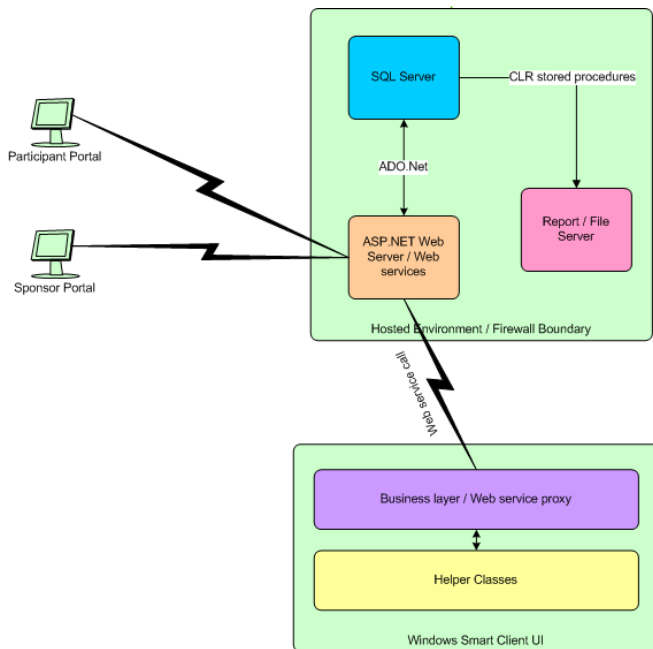 SQL Server
CLR stored procedures
Participant Portal
ADO.Net
Report / File
Server
ASP.NET Web
Server / Web
services
Sponsor Portal
Hosted Environment / Firewall Boundary
Web service call
Business layer / Web service proxy
Helper Classes
Windows Smart Client UI